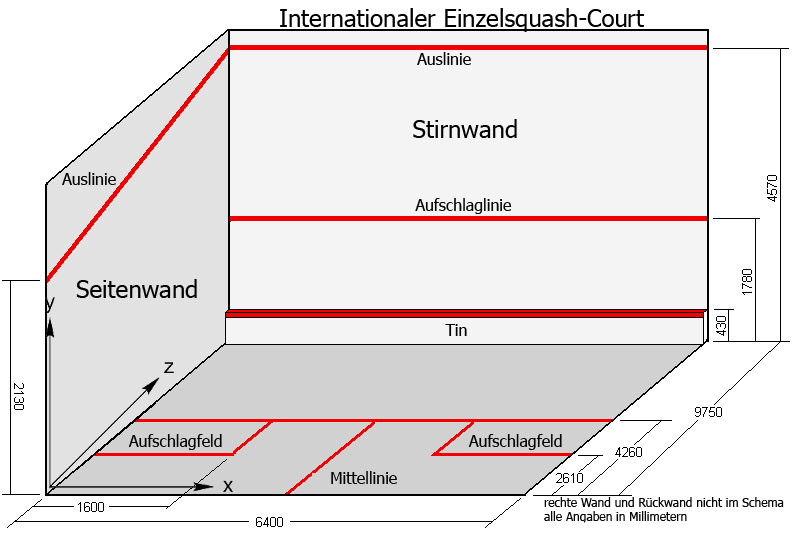 Internationaler Einzelsquash-Court
Auslinie
Stirnwand
Auslinie
4570
Aufschlaglinie
Seitenwand
1780
y
430
Tin
z
2130
9750
Aufschlagfeld
Aufschlagfeld
4260
Mittellinie
2610
x
rechte Wand und Rückwand nicht im Schema
alle Angaben in Millimetern
1600
6400